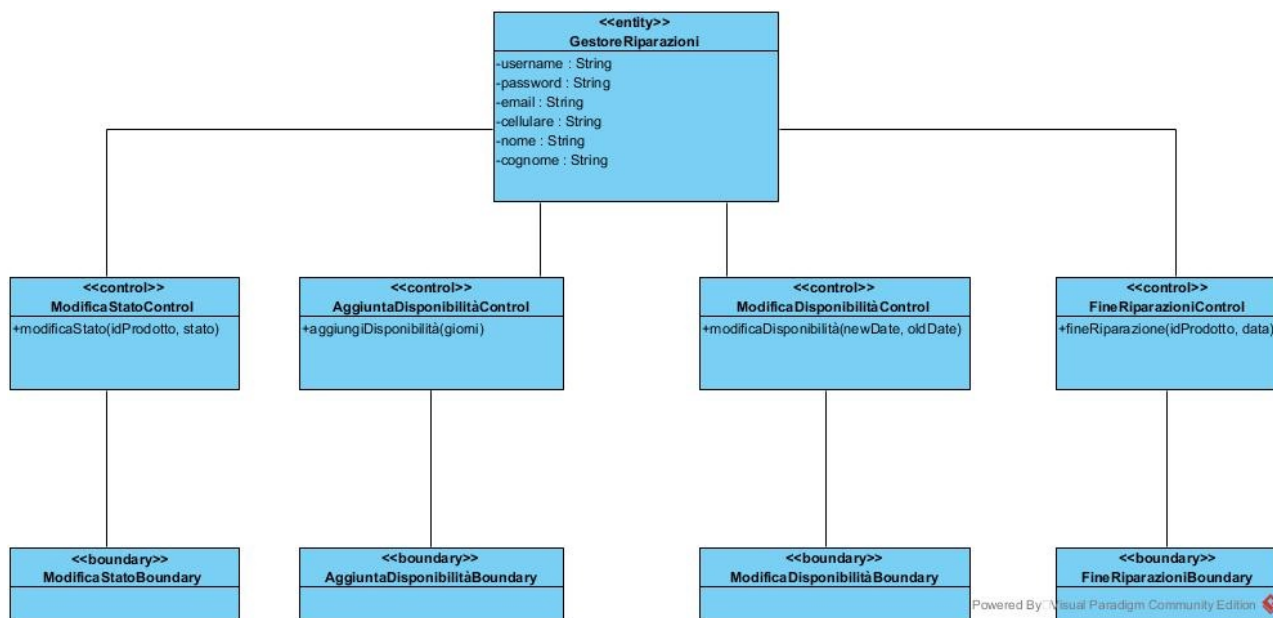 <<entity>>
GestoreRiparazioni
-username : String
-password : String
-email : String
-cellulare : String
-nome : String
-cognome : String
<<control>>
ModificaStatoControl
+modificaStato(idProdotto, stato)
<<control>>
AggiuntaDisponibilitàControl
+aggiungiDisponibilità(giorni)
<<control>>
ModificaDisponibilitàControl
+modificaDisponibilità(newDate, oldDate)
<<control>>
FineRiparazioniControl
+fineRiparazione(idProdotto, data)
<<boundary>>
ModificaStatoBoundary
<<boundary>>
AggiuntaDisponibilitàBoundary
<<boundary>>
ModificaDisponibilitàBoundary
<<boundary>>
FineRiparazioniBoundary
Powered By Visual Paradigm Community Edition